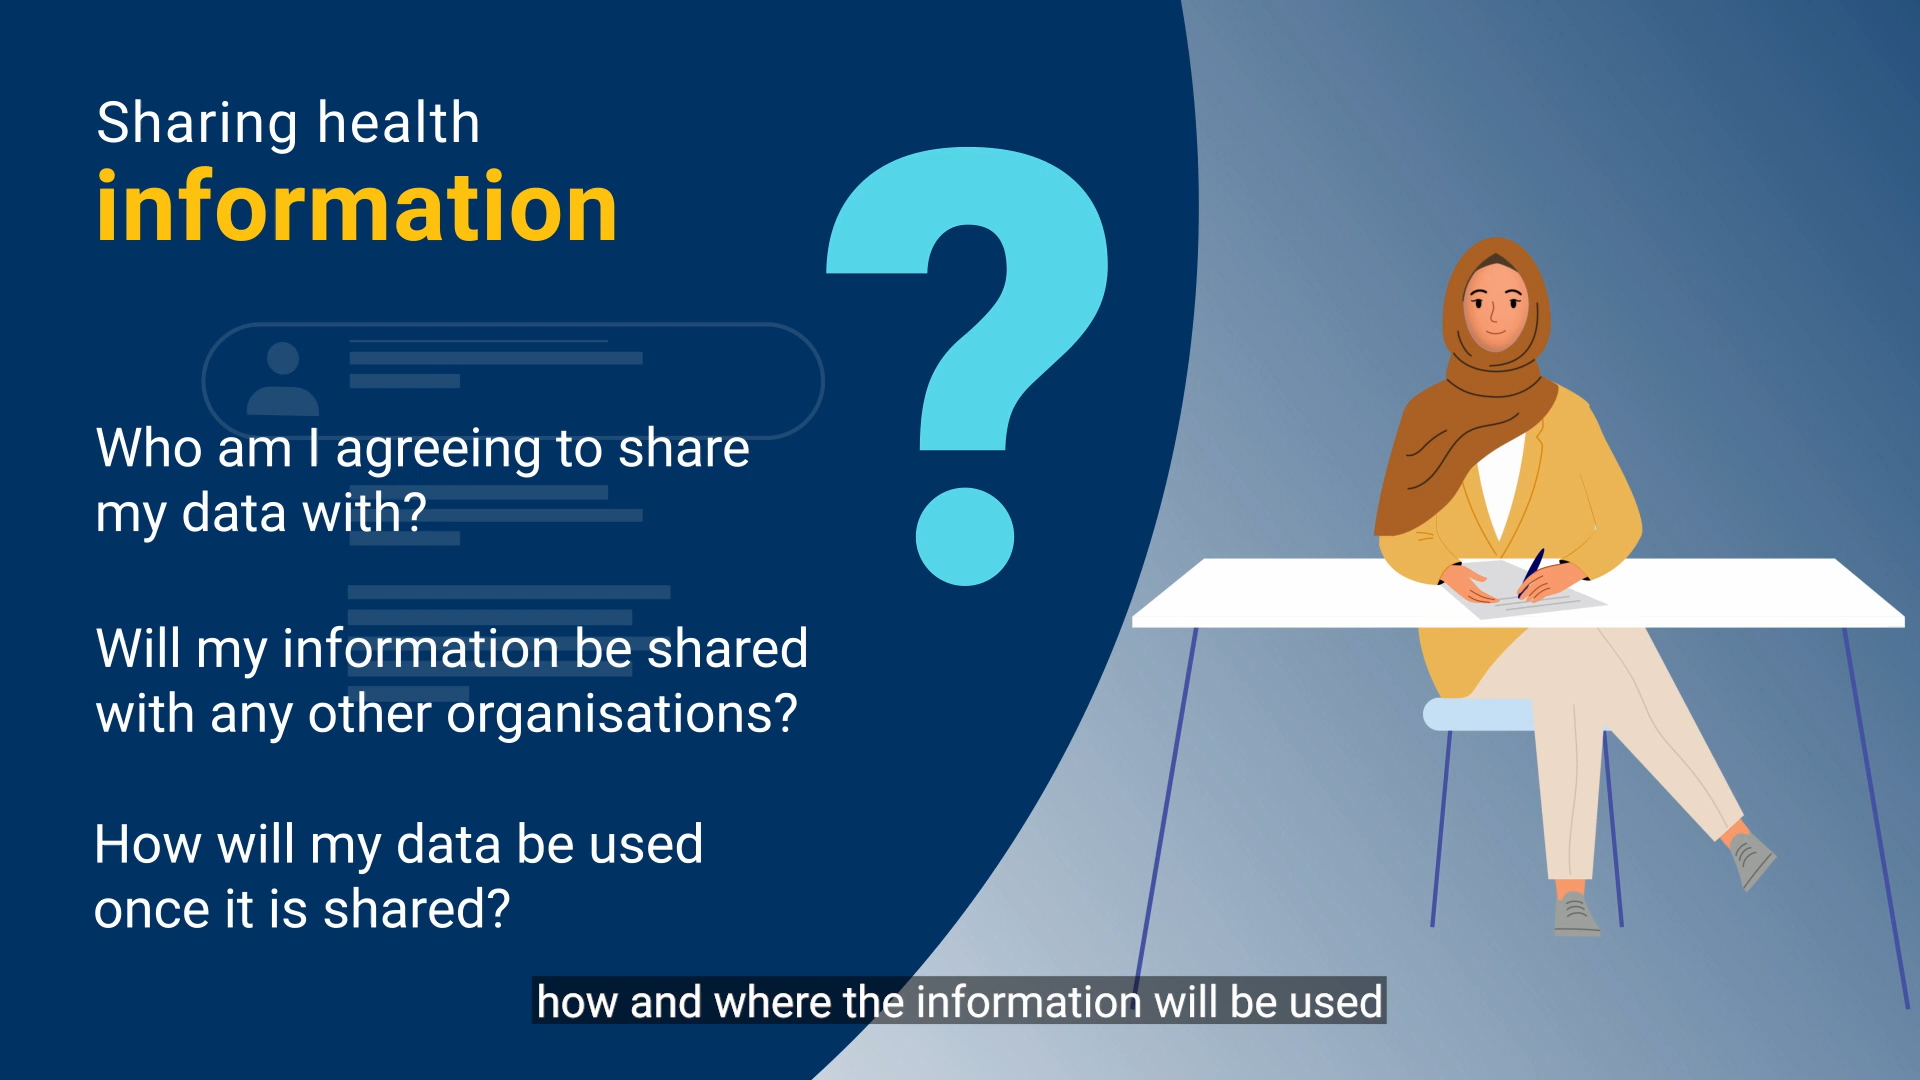 Sharing health
information
?
Who am I agreeing to share
my data with?
Will my information be shared
with any other organisations?
How will my data be used
once it is shared?
how and where the information will be used